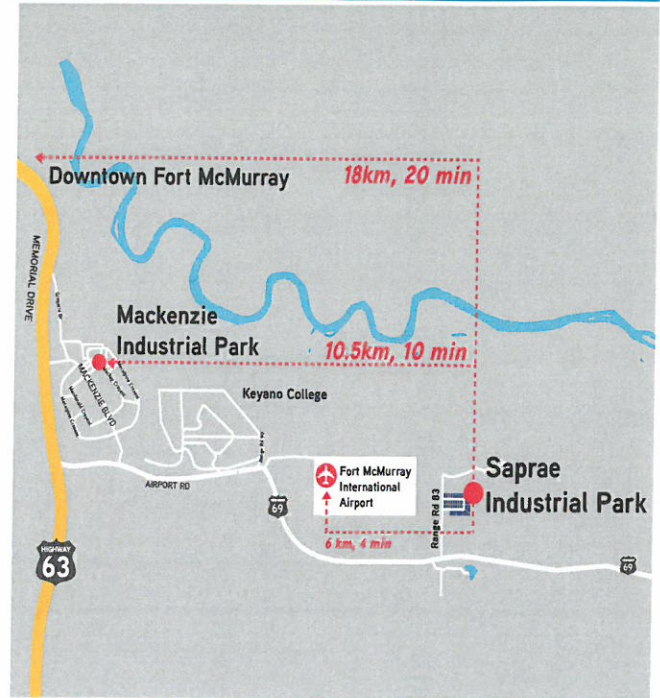 Downtown Fort McMurray
18km, 20 min
MEMORIAL DRIVE
Mackenzie
Industrial Park
10.5km, 10 min
MACKENZIE BLVD
Keyano College
AIRPORT RD
Fort McMurray
International
Airport
69
6 km, 4 min
Range Rd 83
Saprae
Industrial Park
HIGHWAY
63
69